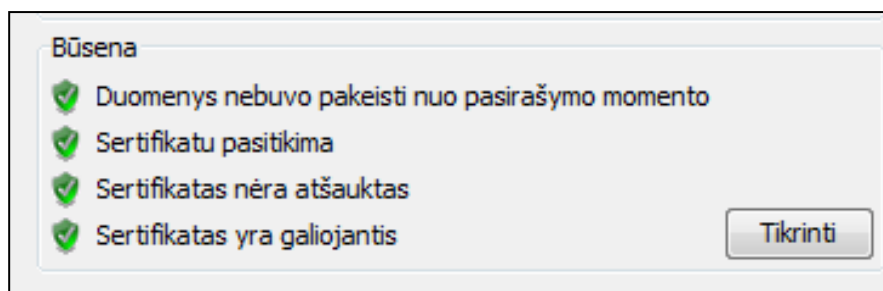 Būsena
Duomenys nebuvo pakeisti nuo pasirašymo momento
Sertifikatu pasitikima
Sertifikatas nėra atšauktas
Sertifikatas yra galiojantis
Tikrinti